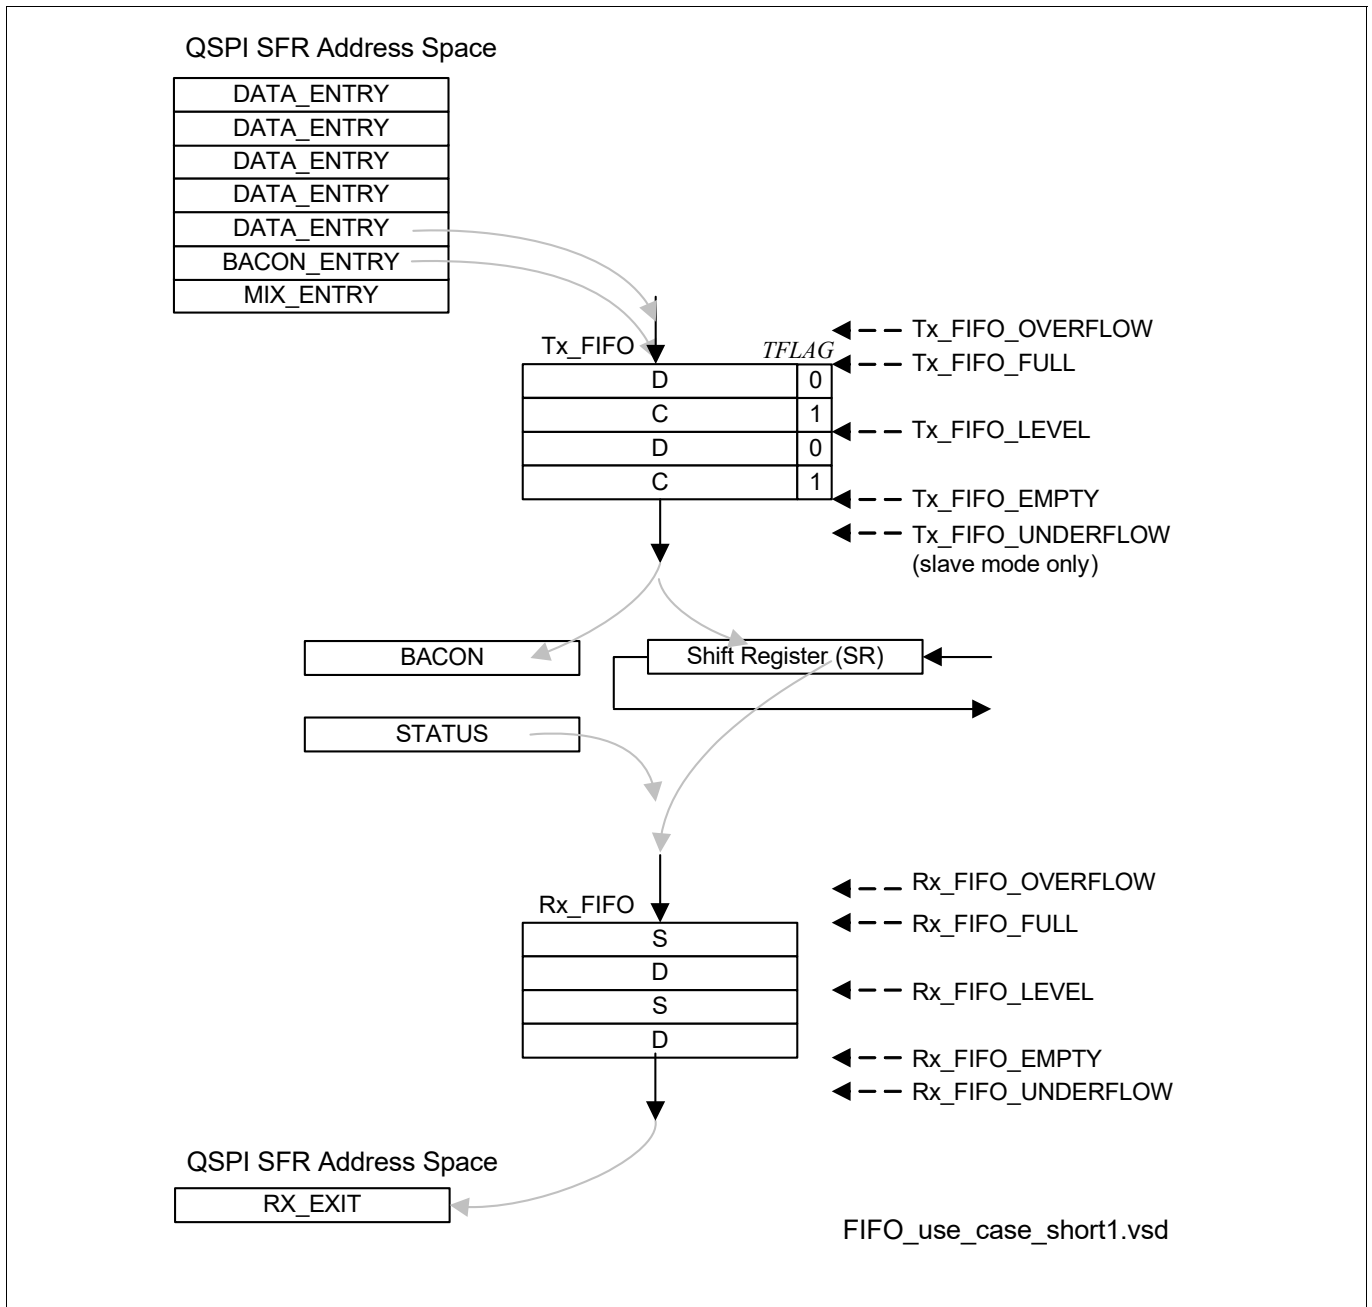 QSPI SFR Address Space
DATA_ENTRY
DATA_ENTRY
DATA_ENTRY
DATA_ENTRY
DATA_ENTRY
BACON_ENTRY
MIX_ENTRY
Tx_FIFO
TFLAG
D 0
C 1
D 0
C 1
Tx_FIFO_OVERFLOW
Tx_FIFO_FULL
Tx_FIFO_LEVEL
Tx_FIFO_EMPTY
Tx_FIFO_UNDERFLOW
(slave mode only)
BACON
Shift Register (SR)
STATUS
Rx_FIFO
S
D
S
D
Rx_FIFO_OVERFLOW
Rx_FIFO_FULL
Rx_FIFO_LEVEL
Rx_FIFO_EMPTY
Rx_FIFO_UNDERFLOW
QSPI SFR Address Space
RX_EXIT
FIFO_use_case_short1.vsd